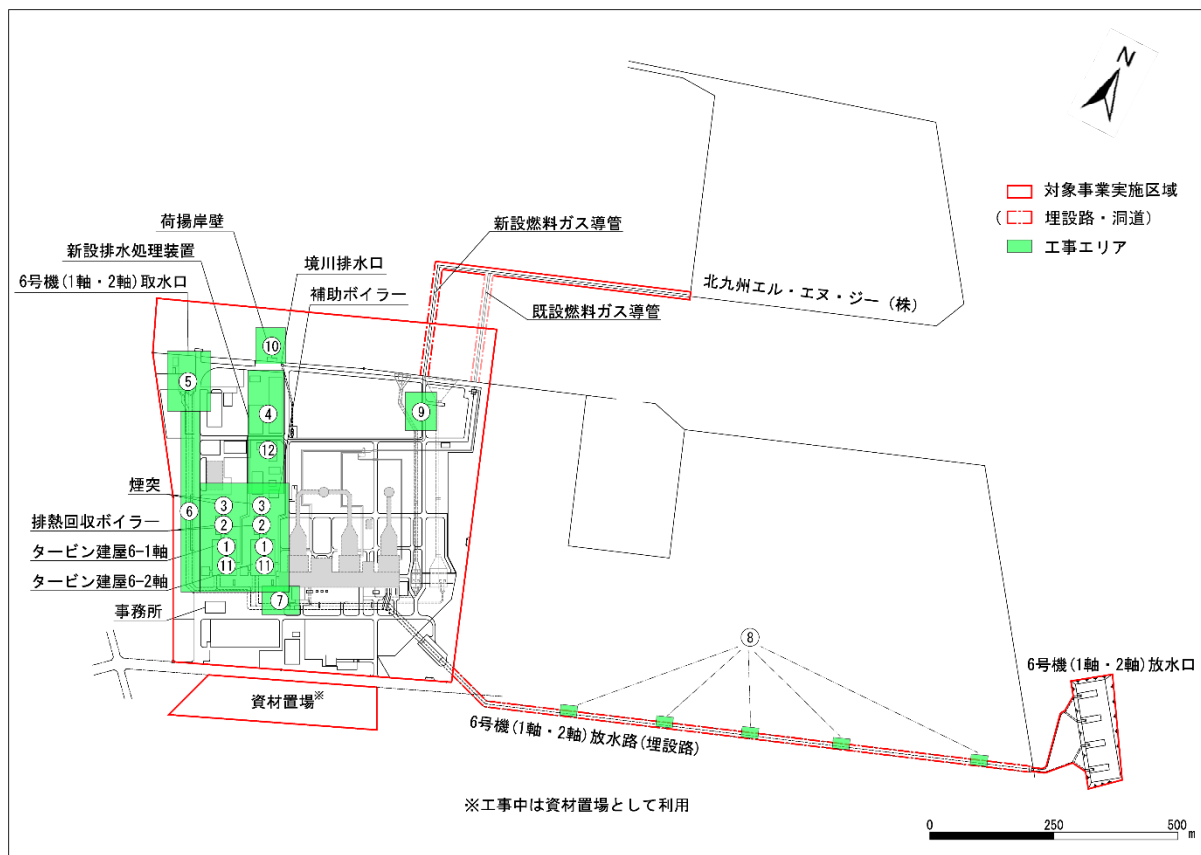 N
対象事業実施区域
( 埋設路・洞道)
工事エリア
荷揚岸壁
新設排水処理装置
6号機(1軸・2軸)取水口
境川排水口
補助ボイラー
新設燃料ガス導管
既設燃料ガス導管
北九州エル・エヌ・ジー(株)
⑩
⑤
④
⑨
⑫
煙突
③ ③
⑥
排熱回収ボイラー
② ②
タービン建屋6-1軸
① ①
タービン建屋6-2軸
⑪ ⑪
事務所
⑦
⑧
6号機(1軸・2軸)放水口
資材置場※
6号機(1軸・2軸)放水路(埋設路)
※工事中は資材置場として利用
0 250 500
m